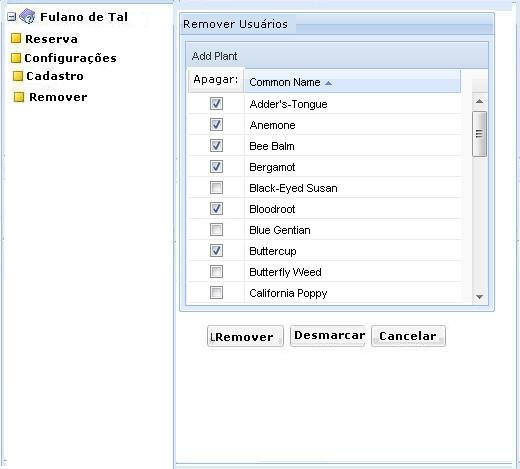 Fulano de Tal
Reserva
Configurações
Cadastro
Remover
Remover Usuários
Add Plant
Apagar: Common Name
Adder's-Tongue
Anemone
Bee Balm
Bergamot
Black-Eyed Susan
Bloodroot
Blue Gentian
Buttercup
Butterfly Weed
California Poppy
Remover Desmarcar Cancelar